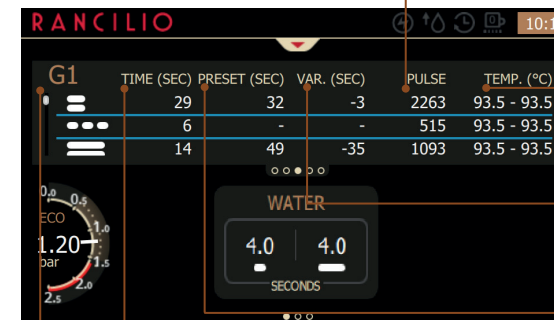 RANCILIO 10:1
G1 TIME (SEC) PRESET (SEC) VAR. (SEC) PULSE TEMP. (°C)
29 32 -3 2263 93.5 - 93.5
6 - - 515 93.5 - 93.5
14 49 -35 1093 93.5 - 93.5
0.0
0.5
ECO
1.0
1.20
bar
1.5
2.0
2.5
WATER
4.0 4.0
SECONDS